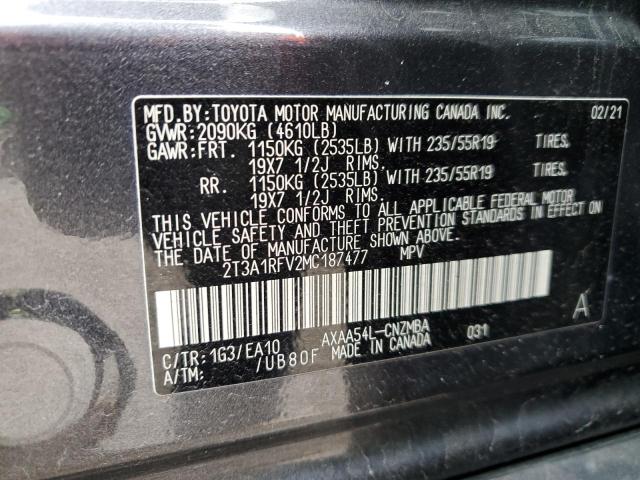 MFD.BY:TOYOTA MOTOR MANUFACTURING CANADA INC. 02/21
GVWR:2090KG (4610LB)
GAWR:FRT. 1150KG (2535LB) WITH 235/55R19 TIRES,
19X7 1/2J RIMS.
RR. 1150KG (2535LB) WITH 235/55R19 TIRES,
19X7 1/2J RIMS.
THIS VEHICLE CONFORMS TO ALL APPLICABLE FEDERAL MOTOR
VEHICLE SAFETY AND THEFT PREVENTION STANDARDS IN EFFECT ON
THE DATE OF MANUFACTURE SHOWN ABOVE.
2T3A1RFV2MC187477 MPV
A
C/TR:1G3/EA10 AXAA54L-CNZMBA 031
A/TM: /UB80F MADE IN CANADA